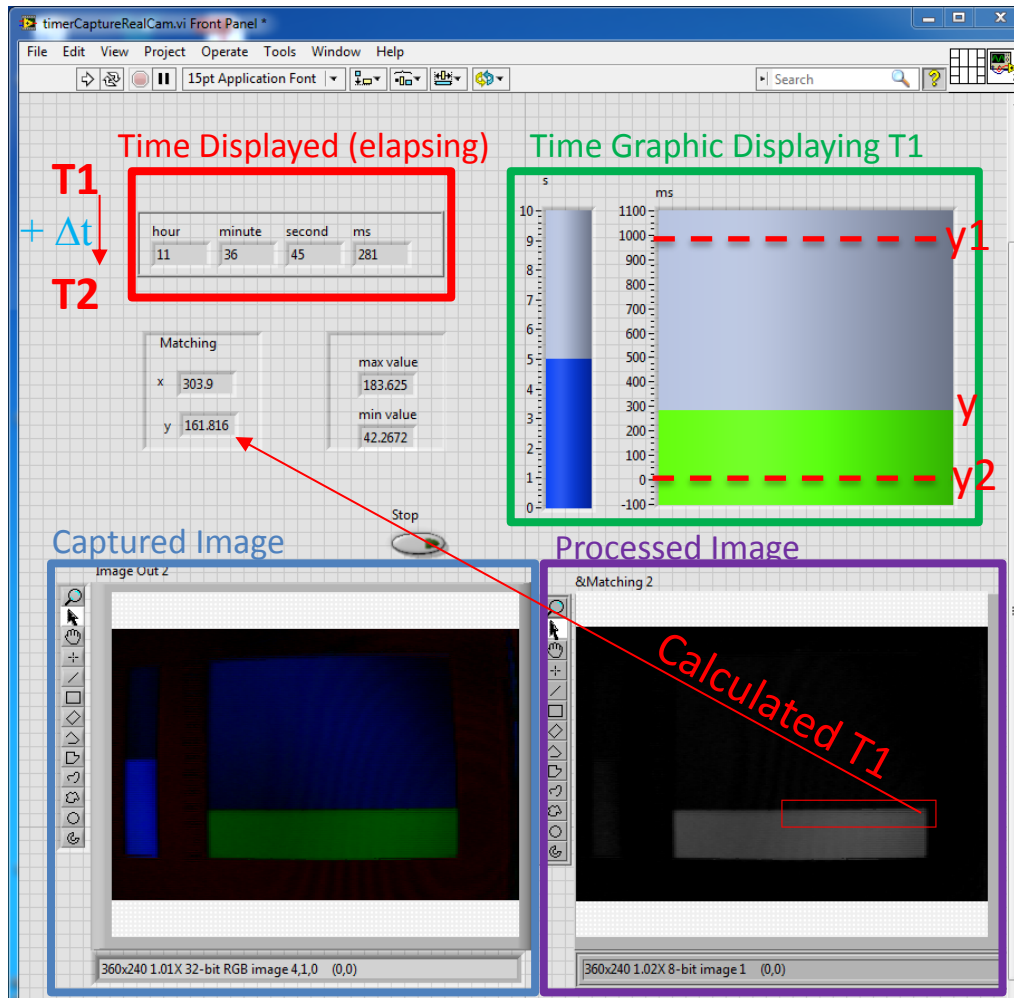 timerCaptureRealCam.vi Front Panel *
File Edit View Project Operate Tools Window Help
15pt Application Font
Search
?
Time Displayed (elapsing)
Time Graphic Displaying T1
T1
+ Δt
T2
hour minute second ms
11 36 45 281
s
10
9
8
7
6
5
4
3
2
1
0
ms
1100
1000
900
800
700
600
500
400
300
200
100
0
-100
y1
y
y2
Matching
x 303.9
y 161.816
max value
183.625
min value
42.2672
Stop
Captured Image
Processed Image
Image Out 2
&Matching 2
Calculated T1
360x240 1.01X 32-bit RGB image 4,1,0 (0,0)
360x240 1.02X 8-bit image 1 (0,0)